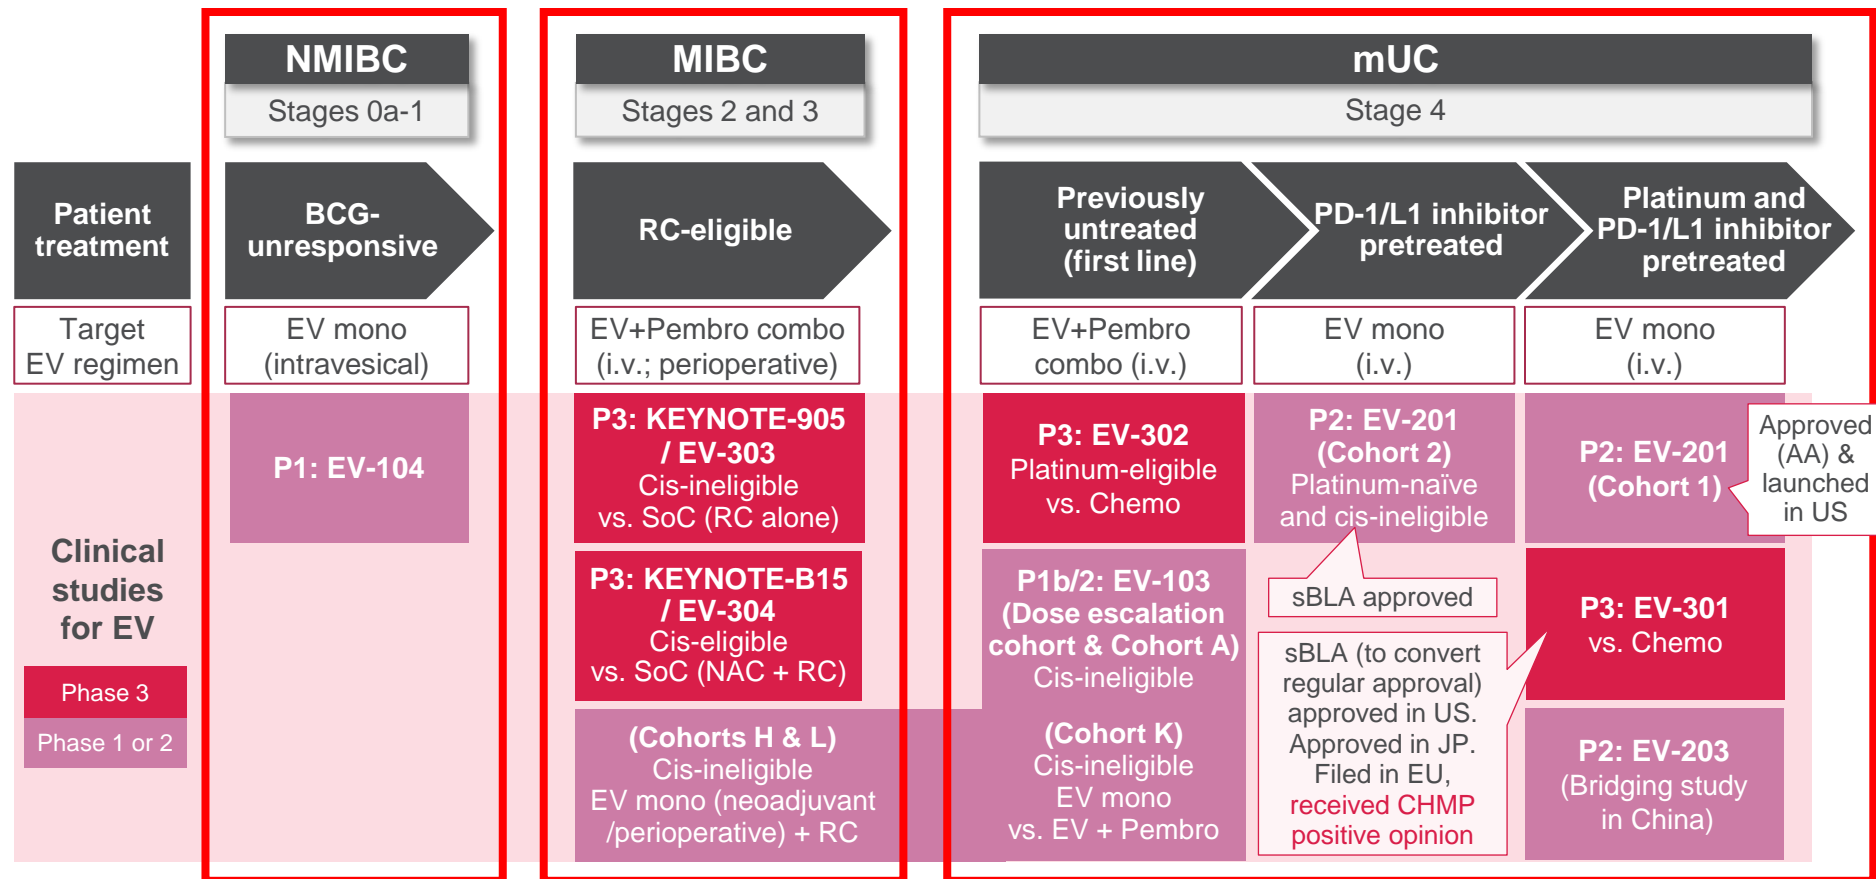 NMIBC
Stages 0a-1
MIBC
Stages 2 and 3
mUC
Stage 4
Patient
treatment
BCG-
unresponsive
RC-eligible
Previously
untreated
(first line)
PD-1/L1 inhibitor
pretreated
Platinum and
PD-1/L1 inhibitor
pretreated
Target
EV regimen
EV mono
(intravesical)
EV+Pembro combo
(i.v.; perioperative)
EV+Pembro
combo (i.v.)
EV mono
(i.v.)
EV mono
(i.v.)
Clinical
studies
for EV
Phase 3
Phase 1 or 2
P1: EV-104
P3: KEYNOTE-905
/ EV-303
Cis-ineligible
vs. SoC (RC alone)
P3: KEYNOTE-B15
/ EV-304
Cis-eligible
vs. SoC (NAC + RC)
(Cohorts H & L)
Cis-ineligible
EV mono (neoadjuvant
/perioperative) + RC
P3: EV-302
Platinum-eligible
vs. Chemo
P1b/2: EV-103
(Dose escalation
cohort & Cohort A)
Cis-ineligible
(Cohort K)
Cis-ineligible
EV mono
vs. EV + Pembro
P2: EV-201
(Cohort 2)
Platinum-naïve
and cis-ineligible
sBLA approved
sBLA (to convert
regular approval)
approved in US.
Approved in JP.
Filed in EU,
received CHMP
positive opinion
P2: EV-201
(Cohort 1)
Approved
(AA) &
launched
in US
P3: EV-301
vs. Chemo
P2: EV-203
(Bridging study
in China)